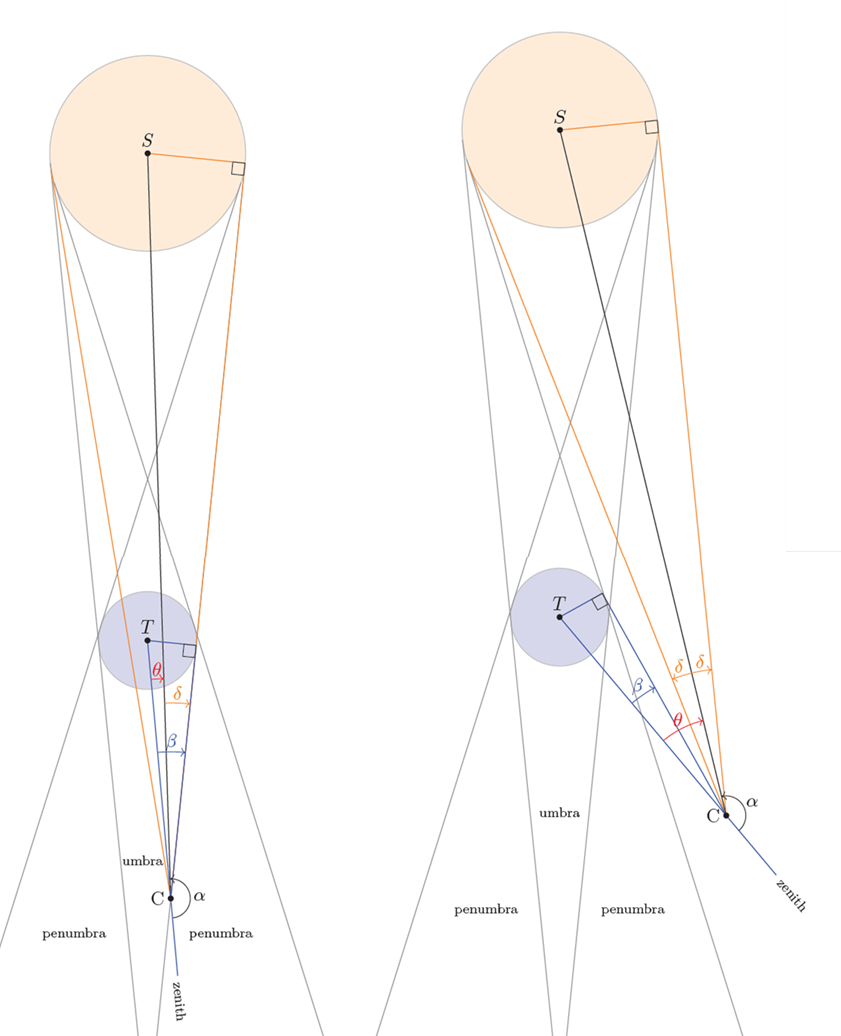 S
T
θ
δ
β
umbra
C
α
penumbra
penumbra
zenith
S
T
δ
δ
β
θ
umbra
C
α
zenith
penumbra
penumbra